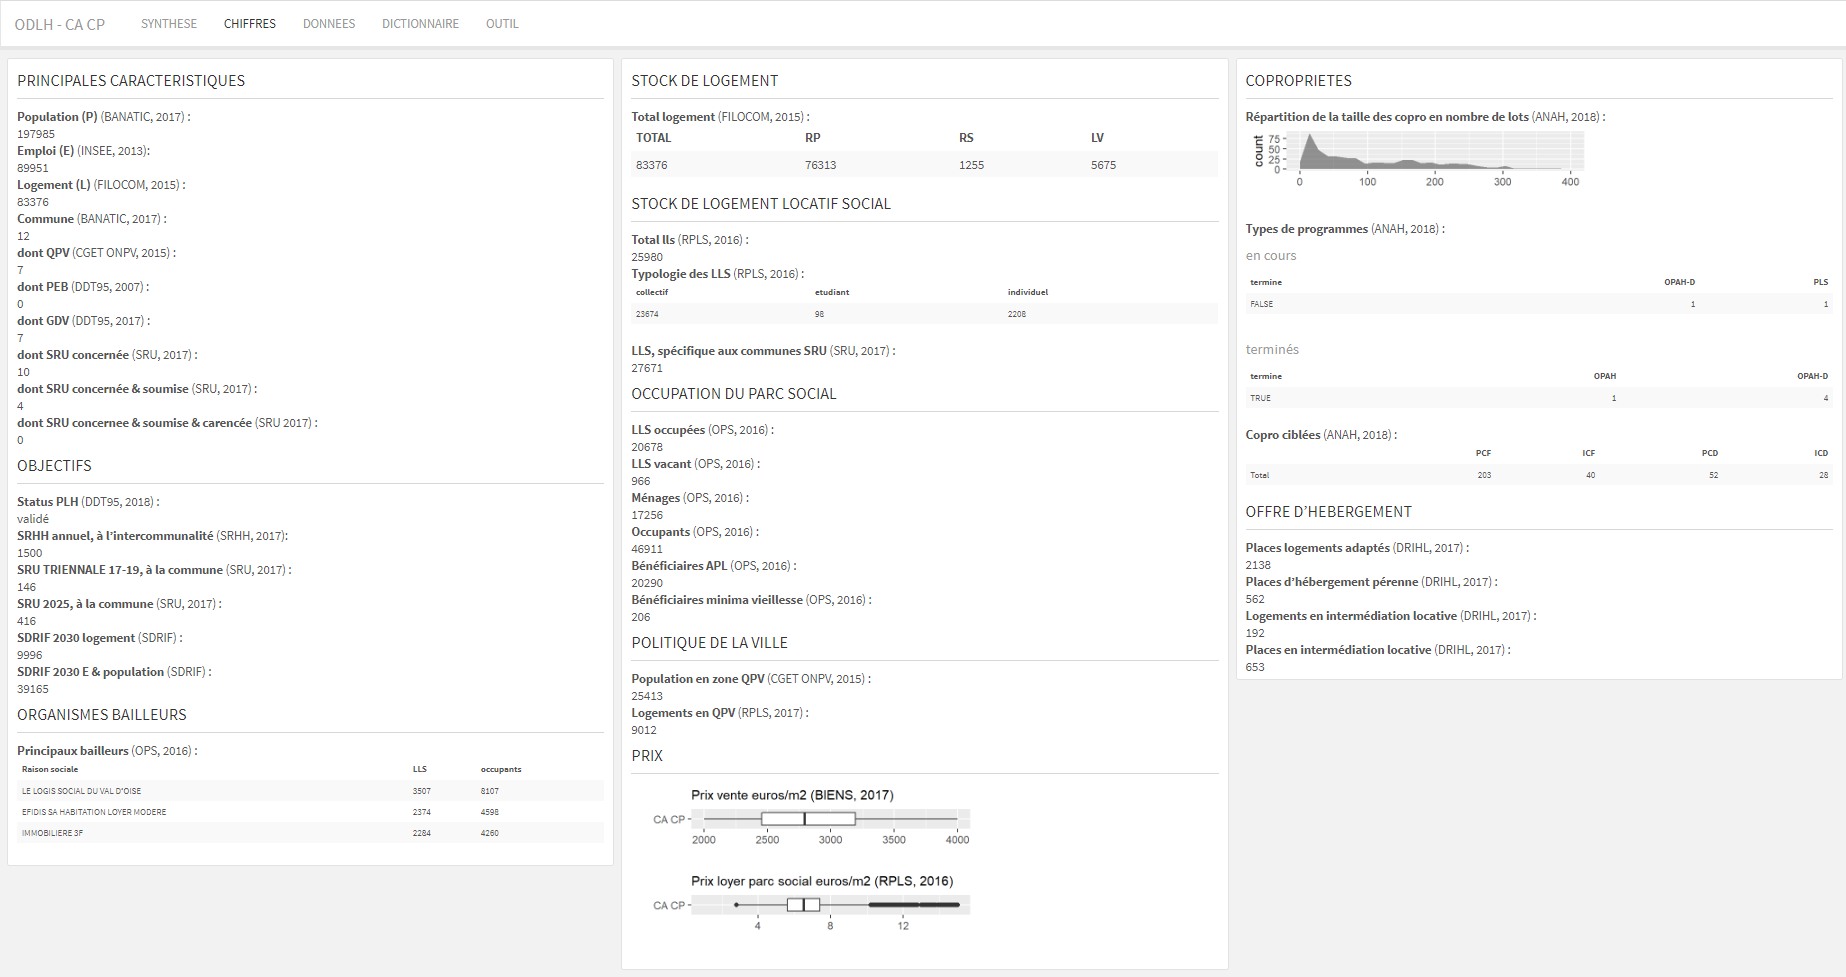 ODLH - CA CP SYNTHESE CHIFFRES DONNEES DICTIONNAIRE OUTIL
PRINCIPALES CARACTERISTIQUES
Population (P) (BANATIC, 2017) :
197985
Emploi (E) (INSEE, 2013):
89951
Logement (L) (FILOCOM, 2015) :
83376
Commune (BANATIC, 2017) :
12
dont QPV (CGET ONPV, 2015) :
7
dont PEB (DDT95, 2007) :
0
dont GDV (DDT95, 2017) :
7
dont SRU concernée (SRU, 2017) :
10
dont SRU concernée & soumise (SRU, 2017) :
4
dont SRU concernee & soumise & carencée (SRU 2017) :
0
OBJECTIFS
Status PLH (DDT95, 2018) :
validé
SRHH annuel, à l’intercommunalité (SRHH, 2017):
1500
SRU TRIENNALE 17-19, à la commune (SRU, 2017) :
146
SRU 2025, à la commune (SRU, 2017) :
416
SDRIF 2030 logement (SDRIF) :
9996
SDRIF 2030 E & population (SDRIF) :
39165
ORGANISMES BAILLEURS
Principaux bailleurs (OPS, 2016) :
Raison sociale LLS occupants
LE LOGIS SOCIAL DU VAL D'OISE 3507 8107
EFIDIS SA HABITATION LOYER MODERE 2374 4598
IMMOBILIERE 3F 2284 4260
STOCK DE LOGEMENT
Total logement (FILOCOM, 2015) :
TOTAL RP RS LV
83376 76313 1255 5675
STOCK DE LOGEMENT LOCATIF SOCIAL
Total lls (RPLS, 2016) :
25980
Typologie des LLS (RPLS, 2016) :
collectif etudiant individuel
23674 98 2208
LLS, spécifique aux communes SRU (SRU, 2017) :
27671
OCCUPATION DU PARC SOCIAL
LLS occupées (OPS, 2016) :
20678
LLS vacant (OPS, 2016) :
966
Ménages (OPS, 2016) :
17256
Occupants (OPS, 2016) :
46911
Bénéficiaires APL (OPS, 2016) :
20290
Bénéficiaires minima vieillesse (OPS, 2016) :
206
POLITIQUE DE LA VILLE
Population en zone QPV (CGET ONPV, 2015) :
25413
Logements en QPV (RPLS, 2017) :
9012
PRIX
Prix vente euros/m2 (BIENS, 2017)
CA CP
2000 2500 3000 3500 4000
Prix loyer parc social euros/m2 (RPLS, 2016)
CA CP
4 8 12
COPROPRIETES
Répartition de la taille des copro en nombre de lots (ANAH, 2018) :
count
75
50
25
0
0 100 200 300 400
Types de programmes (ANAH, 2018) :
en cours
termine OPAH-D PLS
FALSE 1 1
terminés
termine OPAH OPAH-D
TRUE 1 4
Copro ciblées (ANAH, 2018) :
PCF ICF PCD ICD
Total 203 40 52 28
OFFRE D’HEBERGEMENT
Places logements adaptés (DRIHL, 2017) :
2138
Places d’hébergement pérenne (DRIHL, 2017) :
562
Logements en intermédiation locative (DRIHL, 2017) :
192
Places en intermédiation locative (DRIHL, 2017) :
653